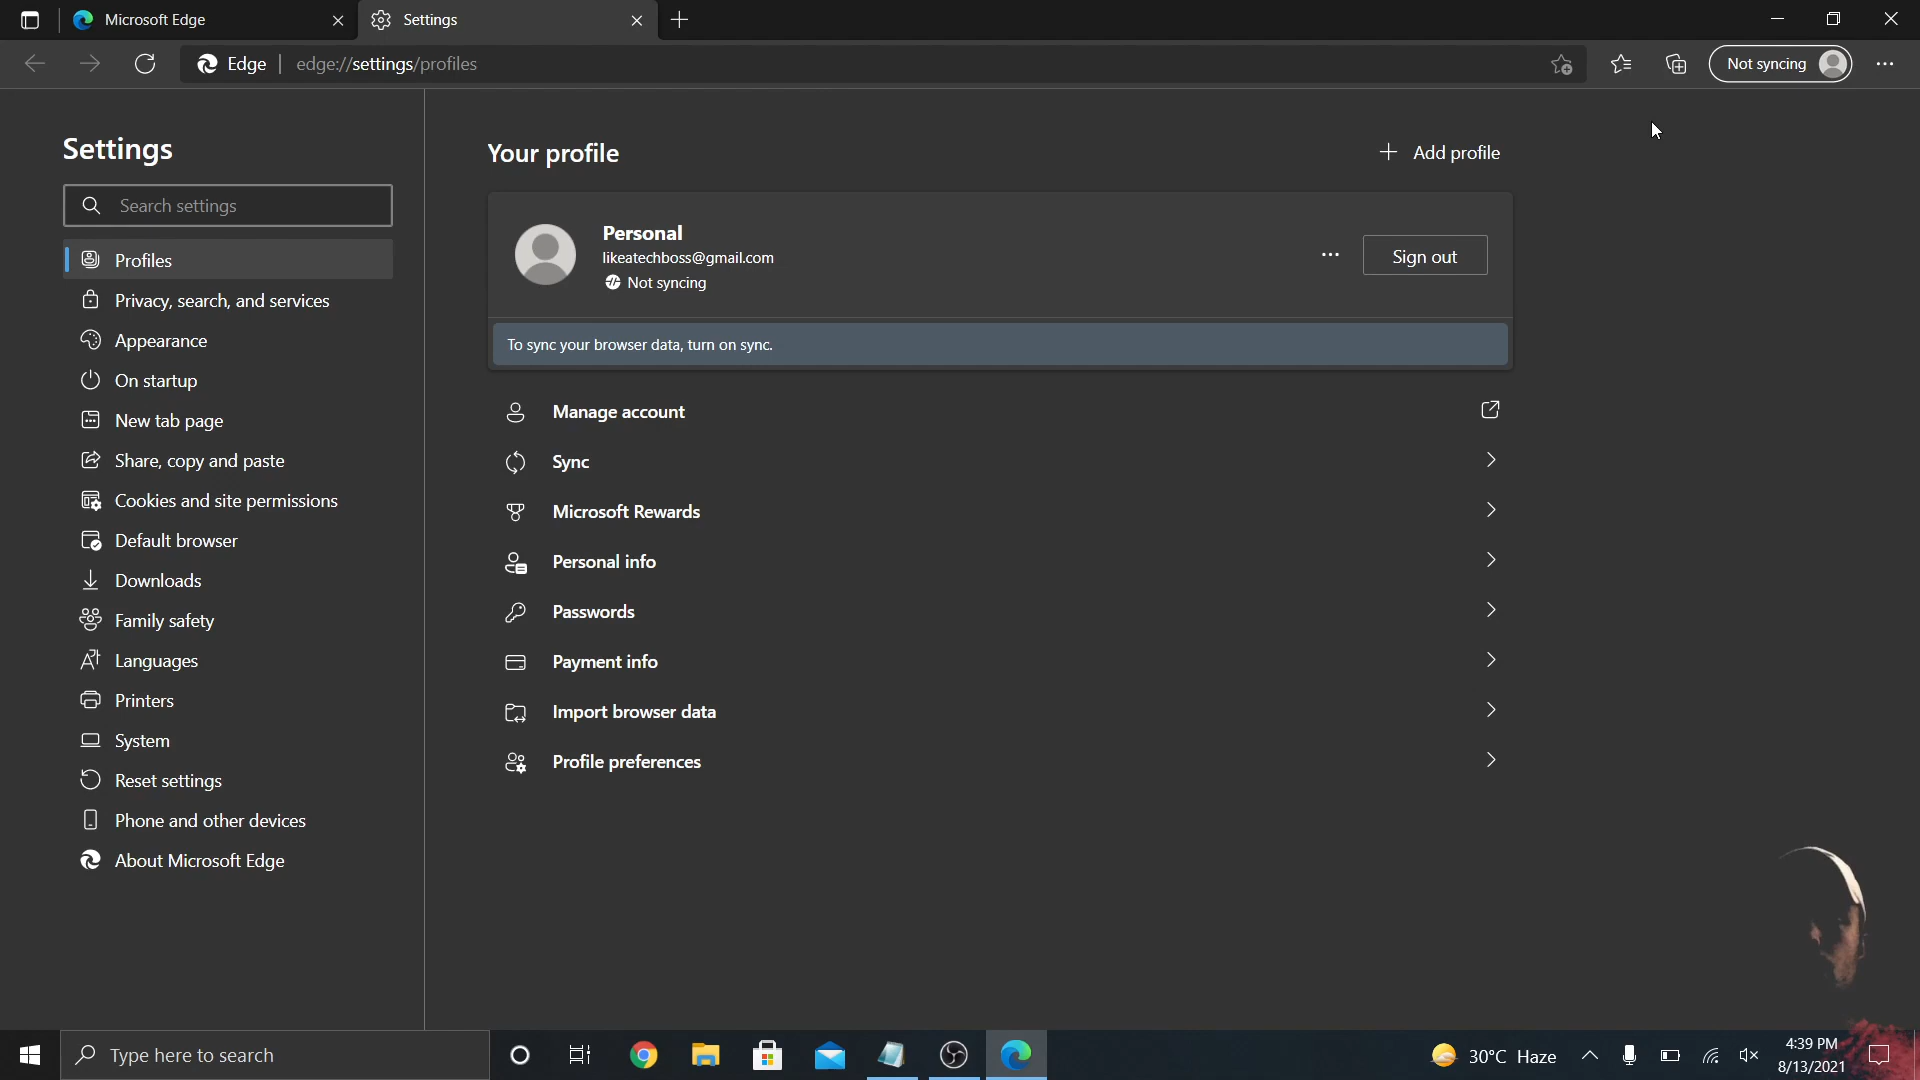 Microsoft Edge
Settings
Edge
edge://settings/profiles
Not syncing
Settings
Search settings
Profiles
Privacy, search, and services
Appearance
On startup
New tab page
Share, copy and paste
Cookies and site permissions
Default browser
Downloads
Family safety
Languages
Printers
System
Reset settings
Phone and other devices
About Microsoft Edge
Your profile
Add profile
Personal
likeatechboss@gmail.com
Not syncing
Sign out
To sync your browser data, turn on sync.
Manage account
Sync
Microsoft Rewards
Personal info
Passwords
Payment info
Import browser data
Profile preferences
Type here to search
30°C Haze
4:39 PM
8/13/2021